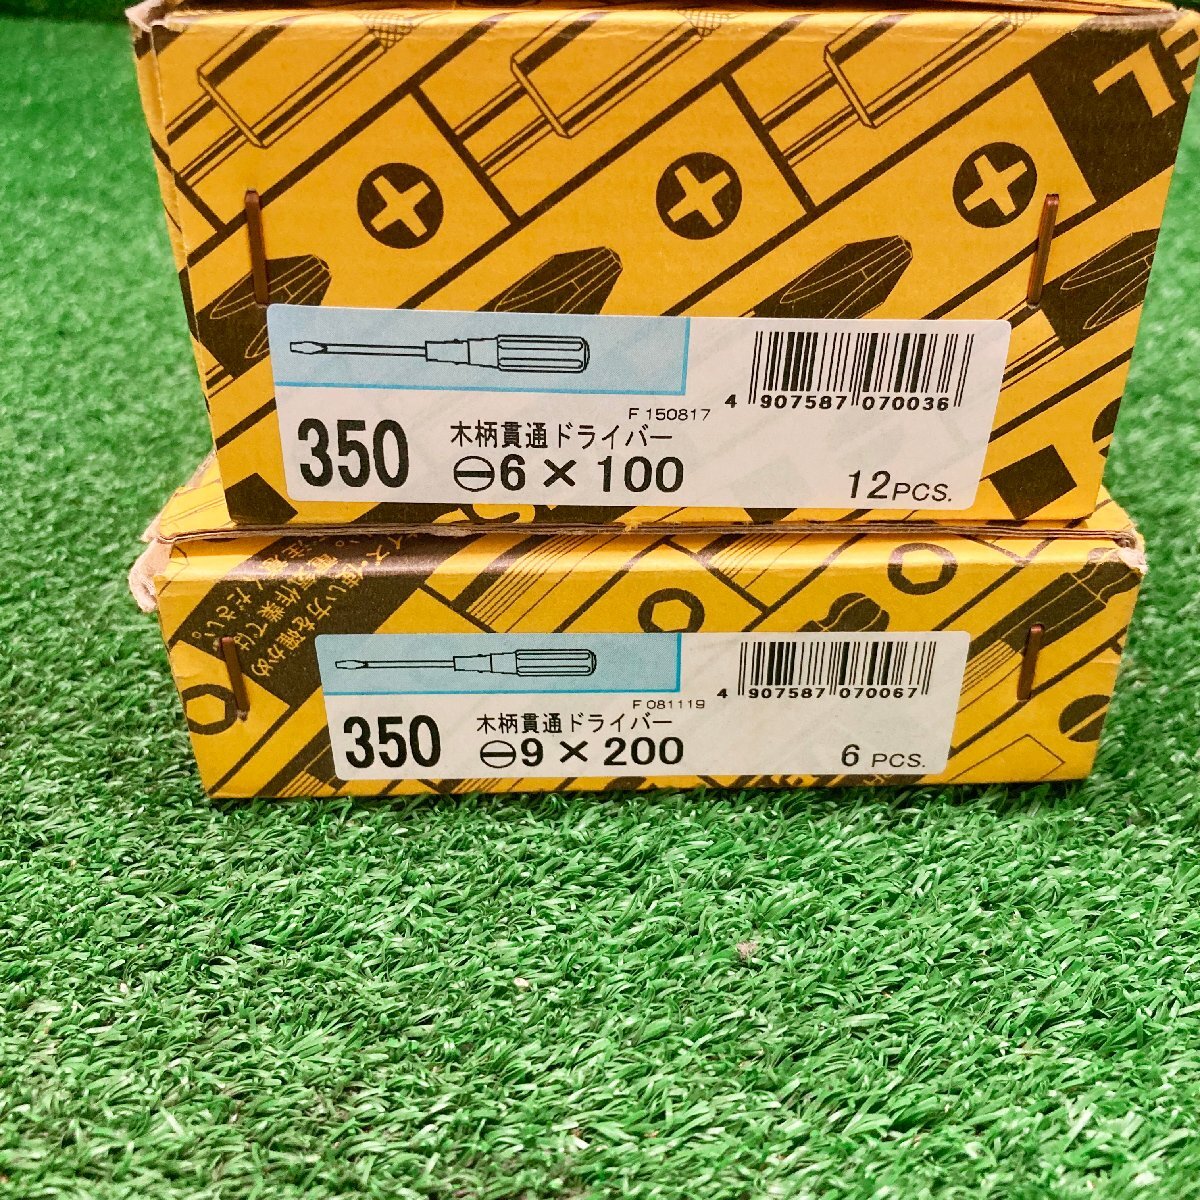 F 150817
4 907587 070036
350
木柄貫通ドライバー
⊖6 × 100
12PCS.
F 081119
4 907587 070067
350
木柄貫通ドライバー
⊖9 × 200
6 PCS.